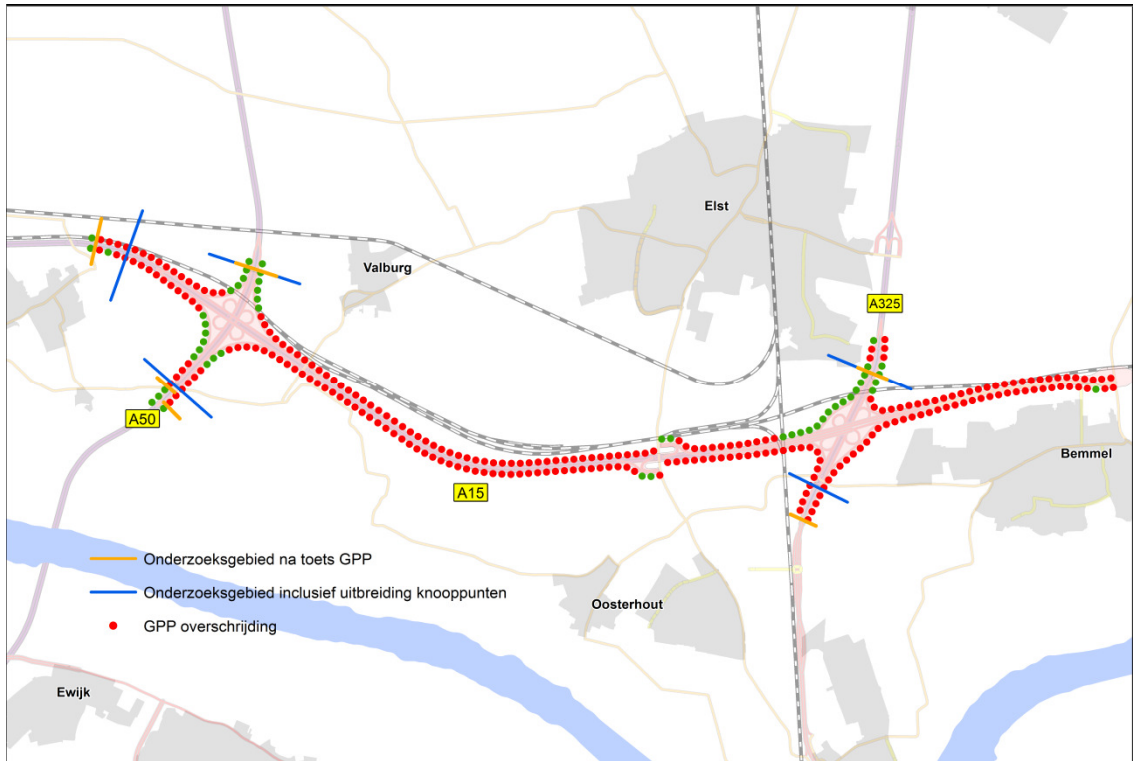 Elst
Valburg
A325
A50
Bemmel
A15
Onderzoeksgebied na toets GPP
Onderzoeksgebied inclusief uitbreiding knooppunten
Oosterhout
GPP overschrijding
Ewijk